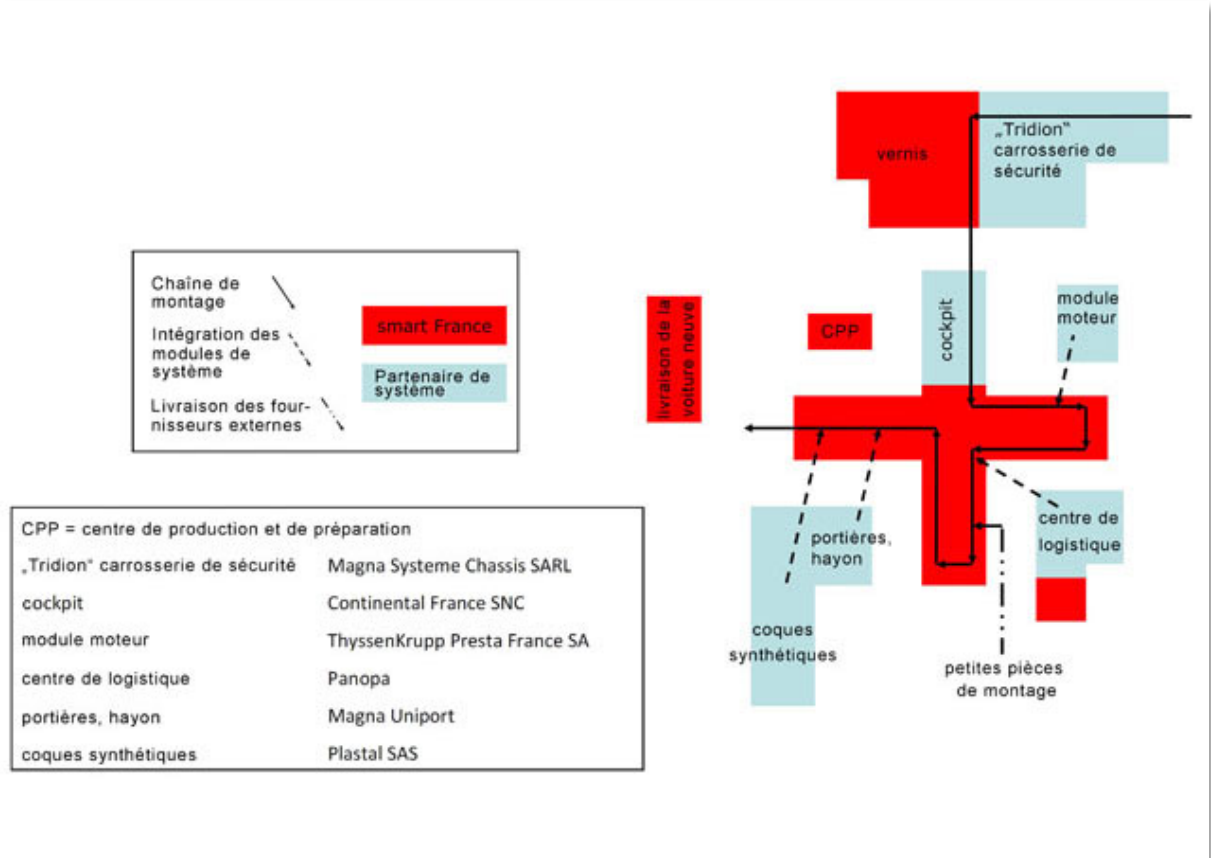 „Tridion“
carrosserie de
sécurité
vernis
Chaîne de
montage
Intégration des
modules de
système
Livraison des four-
nisseurs externes
smart France
Partenaire de
système
livraison de la
voiture neuve
CPP
cockpit
module
moteur
centre de
logistique
portières,
hayon
coques
synthétiques
petites pièces
de montage
CPP = centre de production et de préparation
„Tridion“ carrosserie de sécurité Magna Systeme Chassis SARL
cockpit Continental France SNC
module moteur ThyssenKrupp Presta France SA
centre de logistique Panopa
portières, hayon Magna Uniport
coques synthétiques Plastal SAS